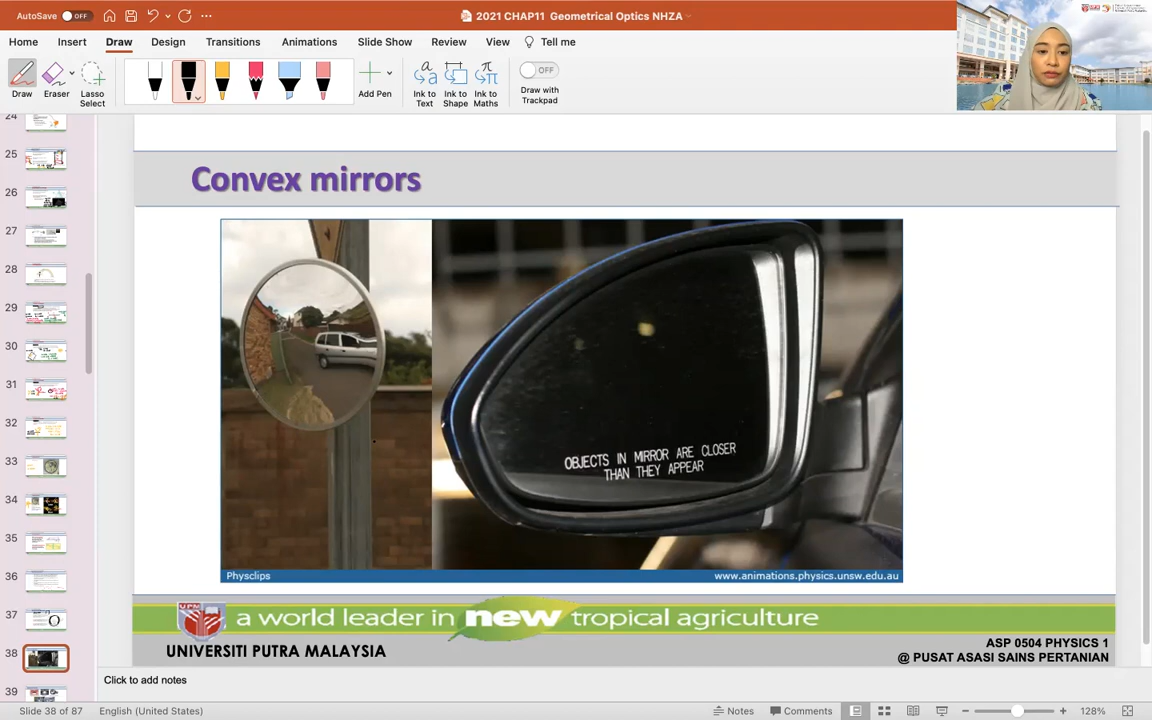 AutoSave OFF
2021 CHAP11 Geometrical Optics NHZA
Home Insert Draw Design Transitions Animations Slide Show Review View Tell me
Draw
Eraser
Lasso
Select
Add Pen
Ink to
Text
Ink to
Shape
Ink to
Maths
OFF
Draw with
Trackpad
24
25
26
27
28
29
30
31
32
33
34
35
36
37
38
39
Convex mirrors
OBJECTS IN MIRROR ARE CLOSER
THAN THEY APPEAR
Physclips
www.animations.physics.unsw.edu.au
UPM
a world leader in new tropical agriculture
UNIVERSITI PUTRA MALAYSIA
ASP 0504 PHYSICS 1
@ PUSAT ASASI SAINS PERTANIAN
Click to add notes
Slide 38 of 87
English (United States)
Notes
Comments
128%